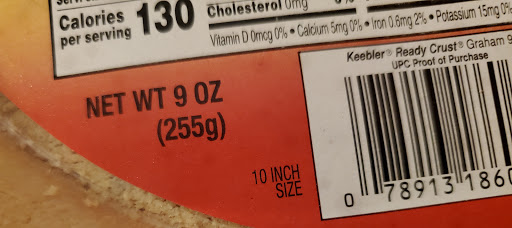 Calories 130
per serving
Cholesterol 0mg
Vitamin D 0mcg 0% • Calcium 5mg 0% • Iron 0.6mg 2% • Potassium 15mg 0%
Keebler® Ready Crust® Graham 9
UPC Proof of Purchase
NET WT 9 OZ
(255g)
10 INCH
SIZE
0 78913 1860